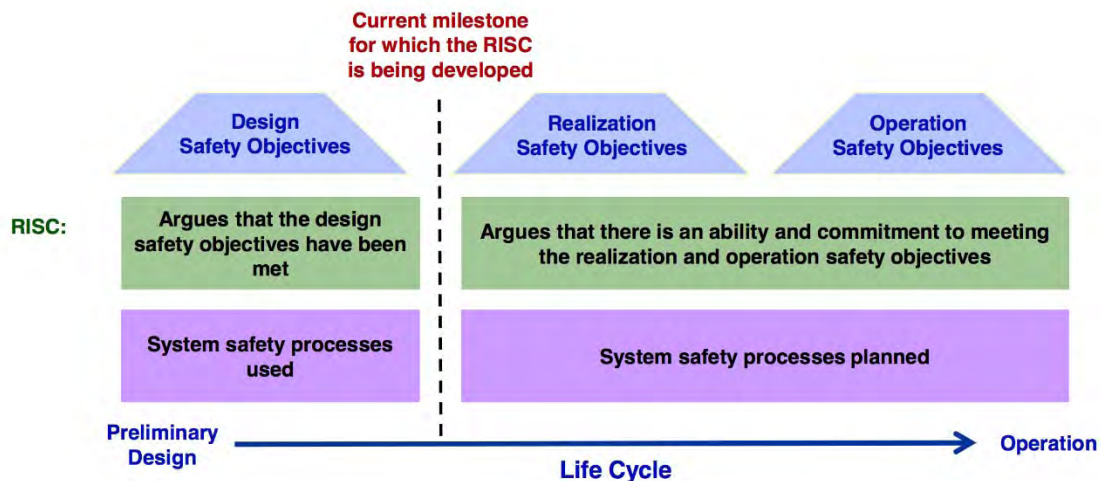 Current milestone
for which the RISC
is being developed
Design
Safety Objectives
Realization
Safety Objectives
Operation
Safety Objectives
RISC:
Argues that the design
safety objectives have been
met
Argues that there is an ability and commitment to meeting
the realization and operation safety objectives
System safety processes
used
System safety processes planned
Preliminary
Design
Life Cycle
Operation